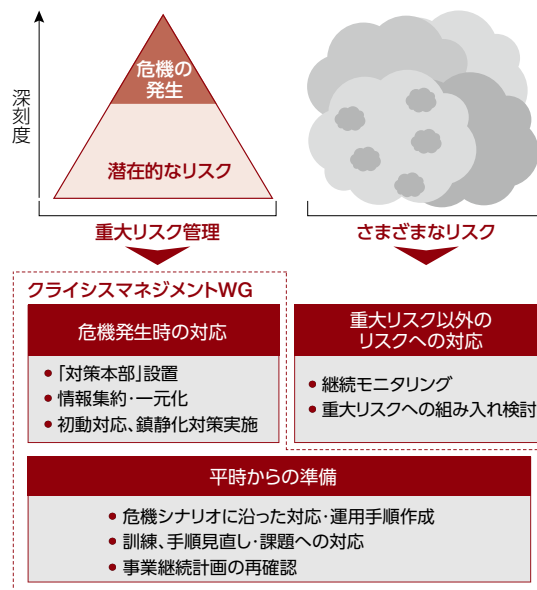 深刻度
危機の
発生
潜在的なリスク
重大リスク管理
さまざまなリスク
クライシスマネジメントWG
危機発生時の対応
•「対策本部」設置
• 情報集約・一元化
• 初動対応、鎮静化対策実施
重大リスク以外の
リスクへの対応
• 継続モニタリング
• 重大リスクへの組み入れ検討
平時からの準備
• 危機シナリオに沿った対応・運用手順作成
• 訓練、手順見直し・課題への対応
• 事業継続計画の再確認